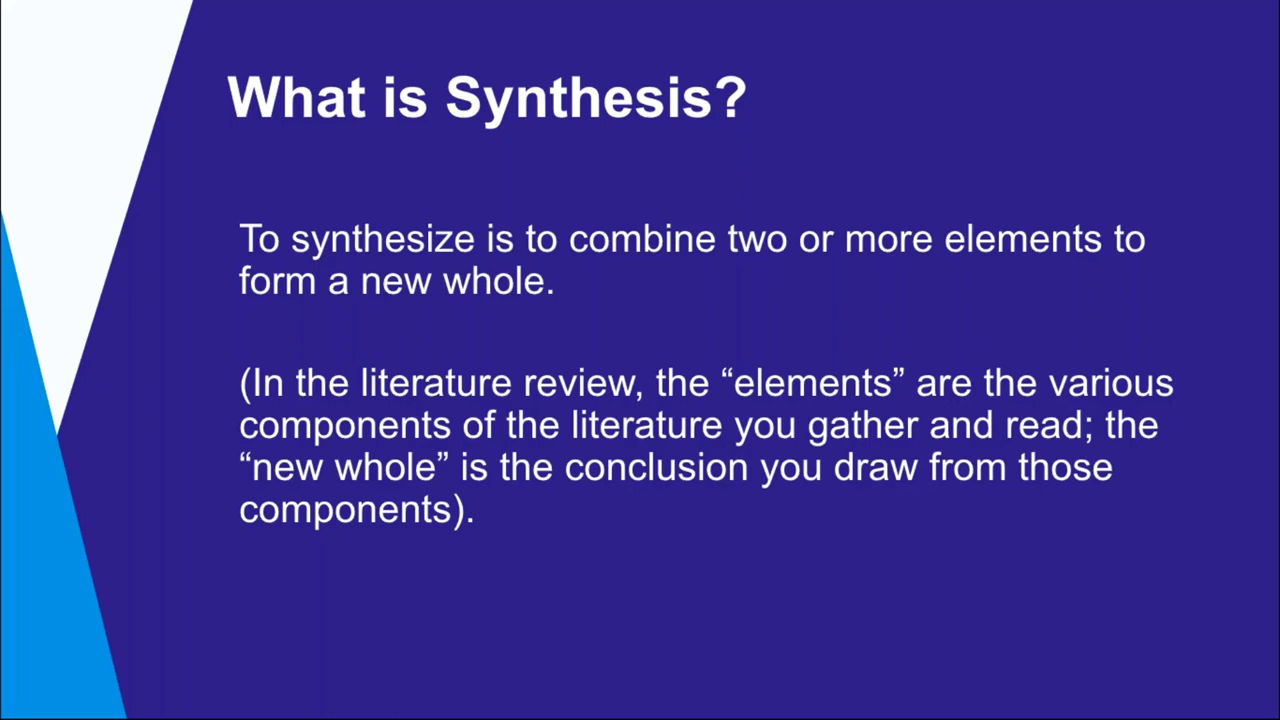 What is Synthesis?
To synthesize is to combine two or more elements to
form a new whole.
(In the literature review, the “elements” are the various
components of the literature you gather and read; the
“new whole” is the conclusion you draw from those
components).